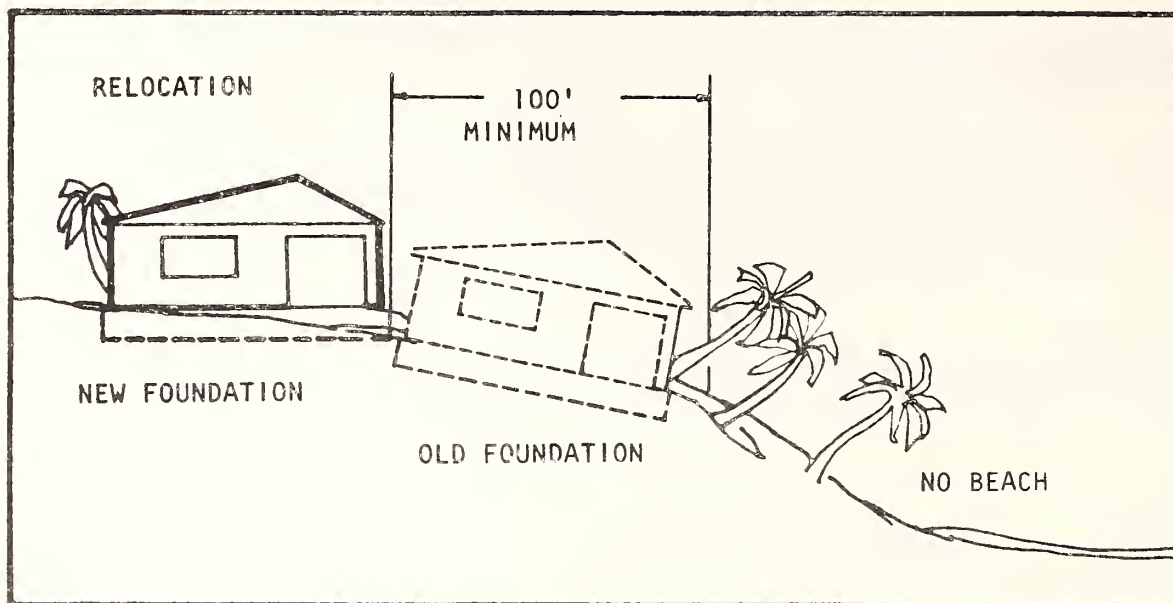 RELOCATION
100'
MINIMUM
NEW FOUNDATION
OLD FOUNDATION
NO BEACH